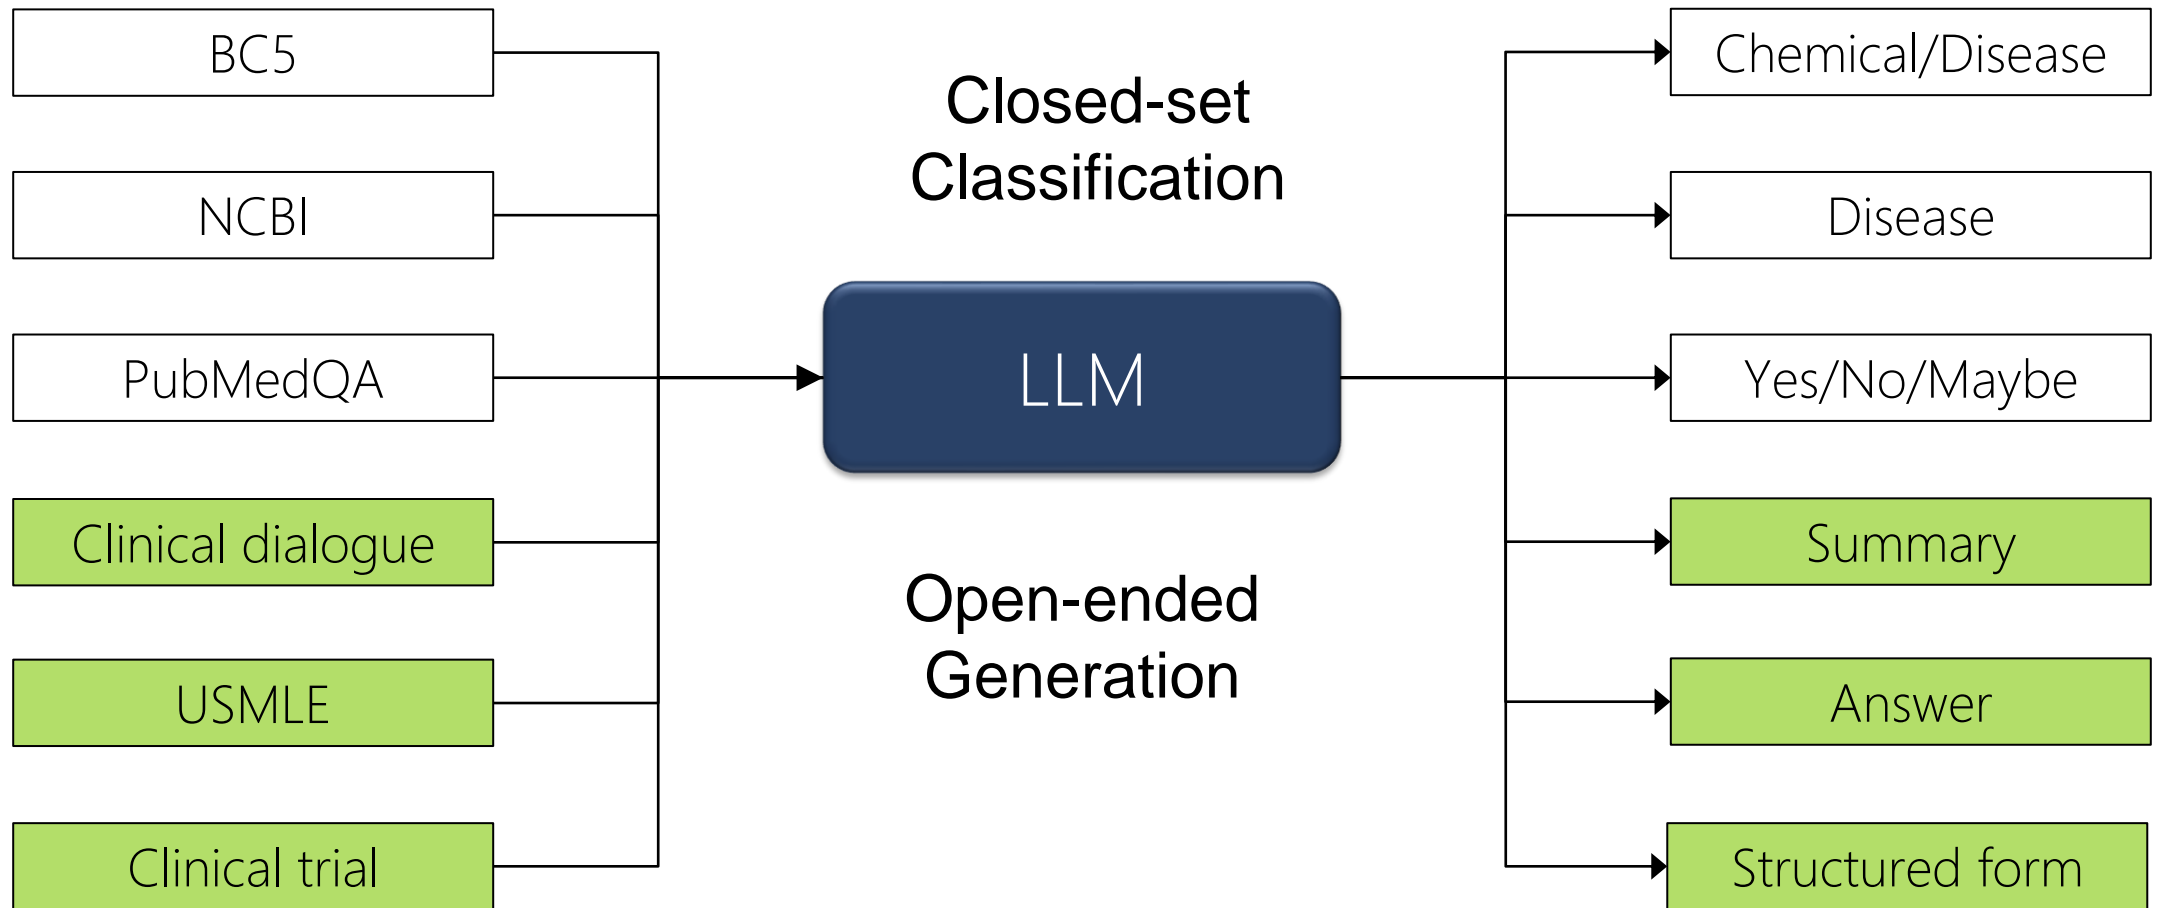 BC5
NCBI
PubMedQA
Clinical dialogue
USMLE
Clinical trial
Closed-set
Classification
LLM
Open-ended
Generation
Chemical/Disease
Disease
Yes/No/Maybe
Summary
Answer
Structured form